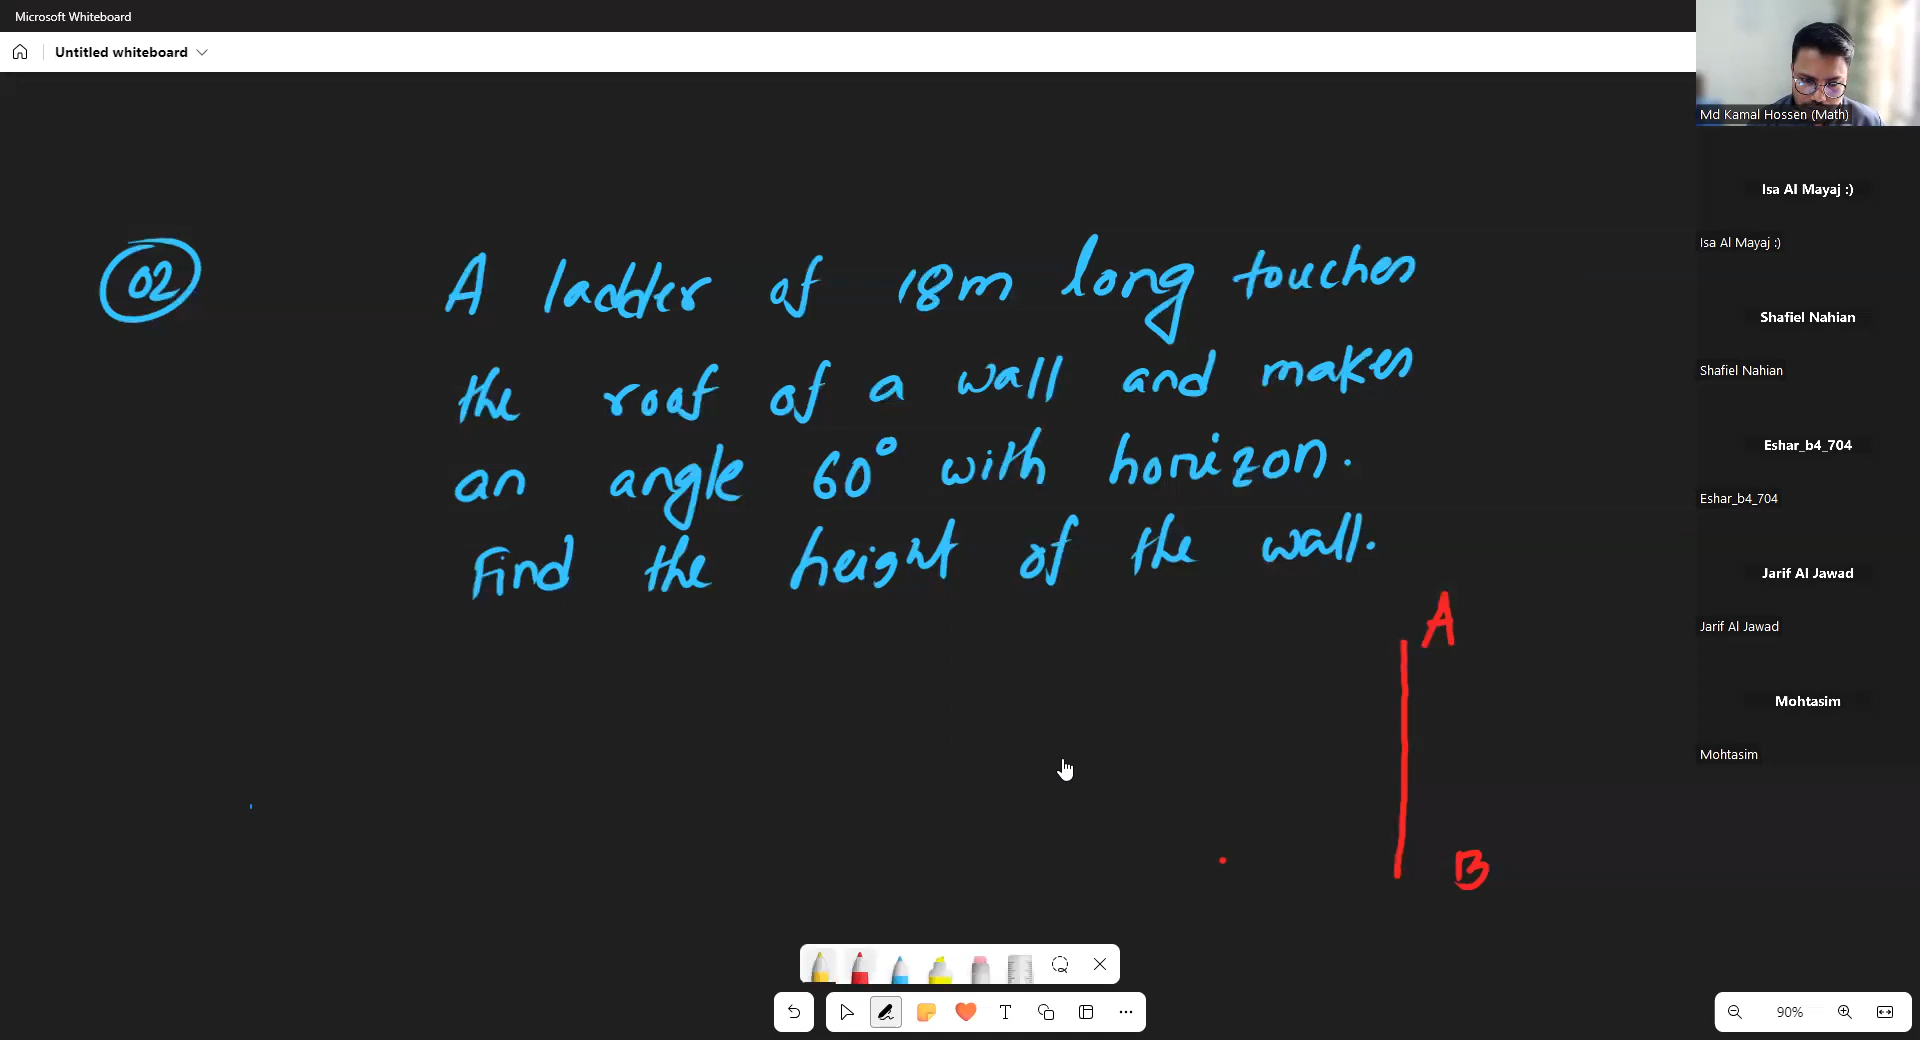 Microsoft Whiteboard
Untitled whiteboard
Md Kamal Hossen (Math)
Isa Al Mayaj :)
Isa Al Mayaj :)
02
A ladder of 18m long touches
the roof of a wall and makes
an angle 60° with horizon.
Find the height of the wall.
A
B
Shafiel Nahian
Shafiel Nahian
Eshar_b4_704
Eshar_b4_704
Jarif Al Jawad
Jarif Al Jawad
Mohtasim
Mohtasim
T
90%